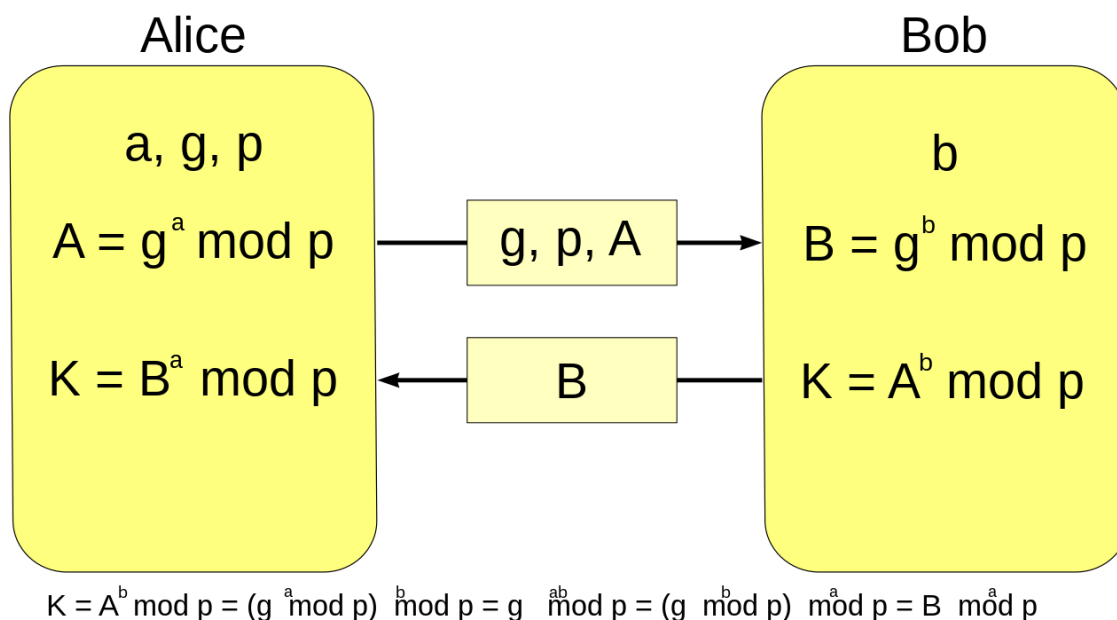 Alice
a, g, p
A = g^a mod p
K = B^a mod p
g, p, A
B
Bob
b
B = g^b mod p
K = A^b mod p
K = A^b mod p = (g^a mod p)^b mod p = g^ab mod p = (g^b mod p)^a mod p = B^a mod p